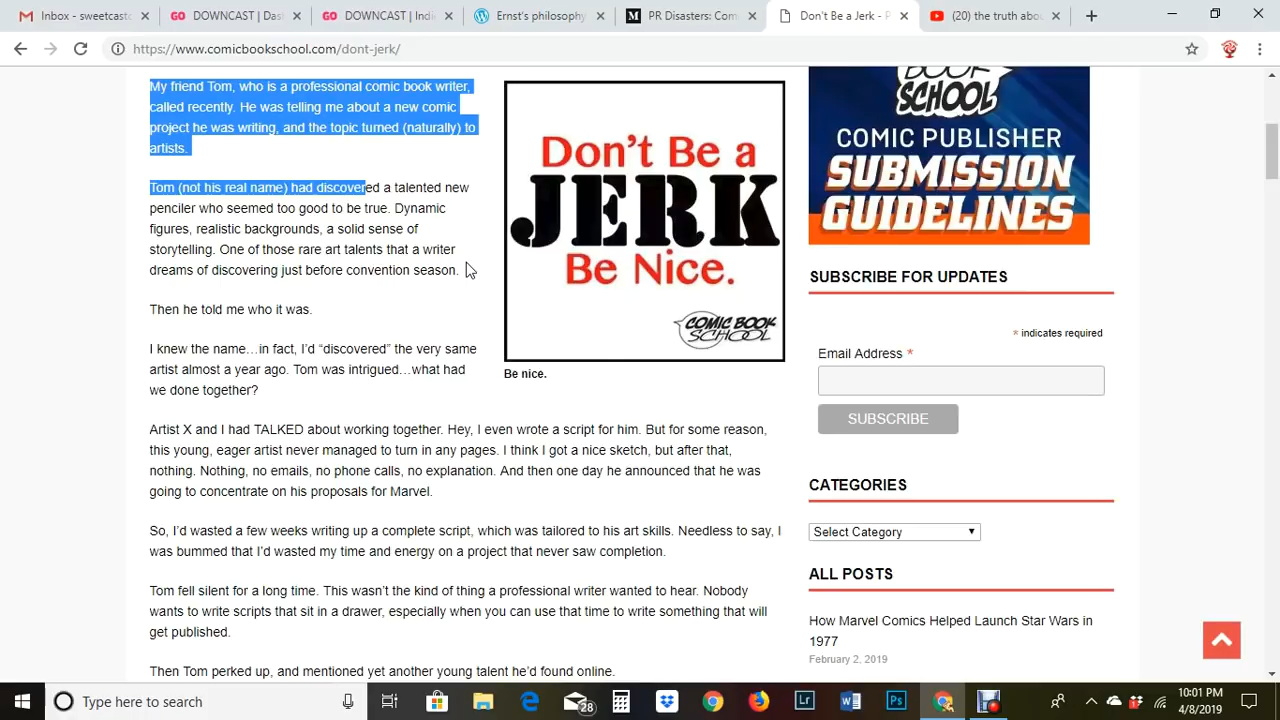 Inbox - sweetcast
DOWNCAST | Dast
DOWNCAST | Indie
Ernst's philosophy
PR Disasters: Com
Don't Be a Jerk - P
(20) the truth abou
https://www.comicbookschool.com/dont-jerk/
My friend Tom, who is a professional comic book writer,
called recently. He was telling me about a new comic
project he was writing, and the topic turned (naturally) to
artists.
Tom (not his real name) had discovered a talented new
penciler who seemed too good to be true. Dynamic
figures, realistic backgrounds, a solid sense of
storytelling. One of those rare art talents that a writer
dreams of discovering just before convention season.
Then he told me who it was.
I knew the name…in fact, I'd “discovered” the very same
artist almost a year ago. Tom was intrigued…what had
we done together?
Don't Be a
JERK
Be Nice.
COMIC BOOK
SCHOOL
Be nice.
Artist X and I had TALKED about working together. Hey, I even wrote a script for him. But for some reason,
this young, eager artist never managed to turn in any pages. I think I got a nice sketch, but after that,
nothing. Nothing, no emails, no phone calls, no explanation. And then one day he announced that he was
going to concentrate on his proposals for Marvel.
So, I'd wasted a few weeks writing up a complete script, which was tailored to his art skills. Needless to say, I
was bummed that I'd wasted my time and energy on a project that never saw completion.
Tom fell silent for a long time. This wasn't the kind of thing a professional writer wanted to hear. Nobody
wants to write scripts that sit in a drawer, especially when you can use that time to write something that will
get published.
Then Tom perked up, and mentioned yet another young talent he'd found online.
BOOK
SCHOOL
COMIC PUBLISHER
SUBMISSION
GUIDELINES
SUBSCRIBE FOR UPDATES
* indicates required
Email Address *
SUBSCRIBE
CATEGORIES
Select Category
ALL POSTS
How Marvel Comics Helped Launch Star Wars in
1977
February 2, 2019
Type here to search
28
Lr
Ps
10:01 PM
4/8/2019